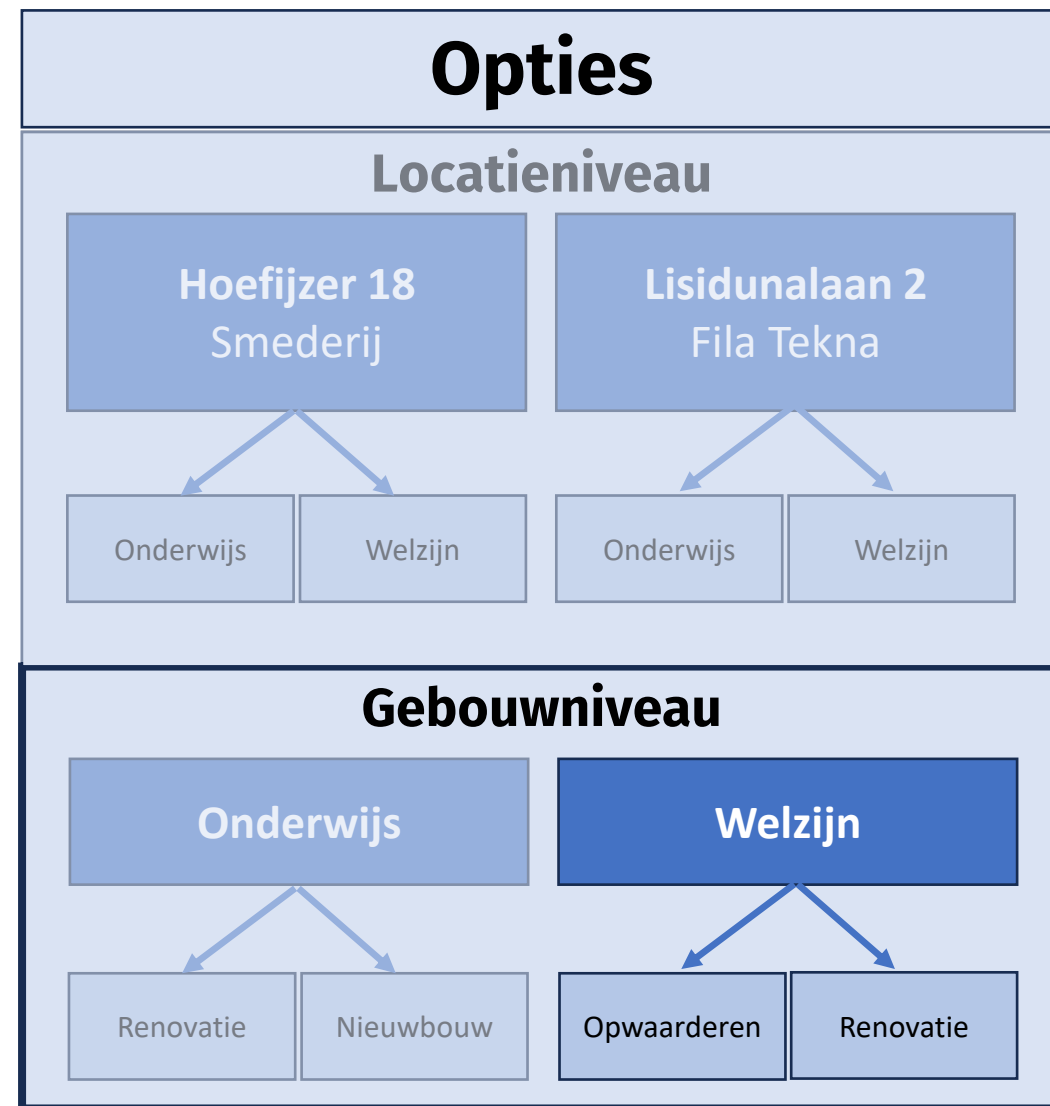 Opties
Locatieniveau
Hoefijzer 18
Smederij
Lisidunalaan 2
Fila Tekna
Onderwijs
Welzijn
Onderwijs
Welzijn
Gebouwniveau
Onderwijs
Welzijn
Renovatie
Nieuwbouw
Opwaarderen
Renovatie